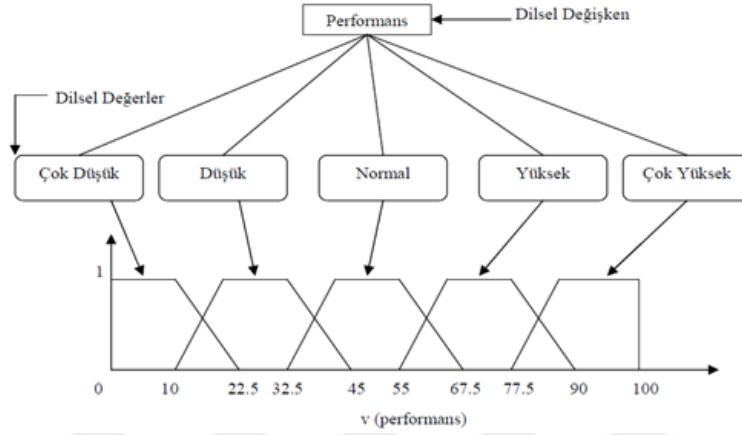 Performans
Dilsel Değişken
Dilsel Değerler
Çok Düşük
Düşük
Normal
Yüksek
Çok Yüksek
1
0 10 22.5 32.5 45 55 67.5 77.5 90 100
v (performans)